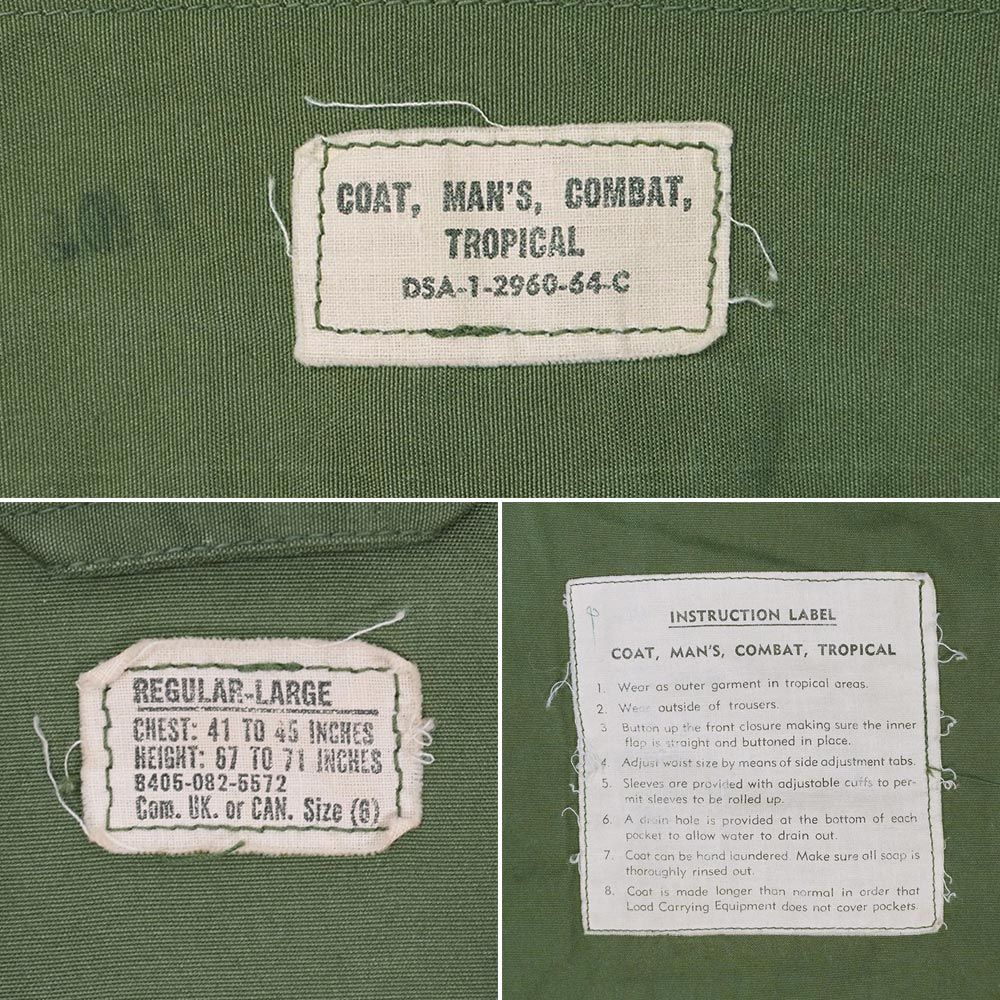 COAT, MAN'S, COMBAT,
TROPICAL
DSA-1-2960-64-C
REGULAR-LARGE
CHEST: 41 TO 45 INCHES
HEIGHT: 67 TO 71 INCHES
8405-082-5572
Com. UK. or CAN. Size (6)
INSTRUCTION LABEL
COAT, MAN'S, COMBAT, TROPICAL
1. Wear as outer garment in tropical areas.
2. Wear outside of trousers.
3 Button up the front closure making sure the inner
flap is straight and buttoned in place.
4. Adjust waist size by means of side adjustment tabs.
5. Sleeves are provided with adjustable cuffs to per-
mit sleeves to be rolled up.
6. A drain hole is provided at the bottom of each
pocket to allow water to drain out.
7. Coat can be hand laundered. Make sure all soap is
thoroughly rinsed out.
8. Coat is made longer than normal in order that
Load Carrying Equipment does not cover pockets.